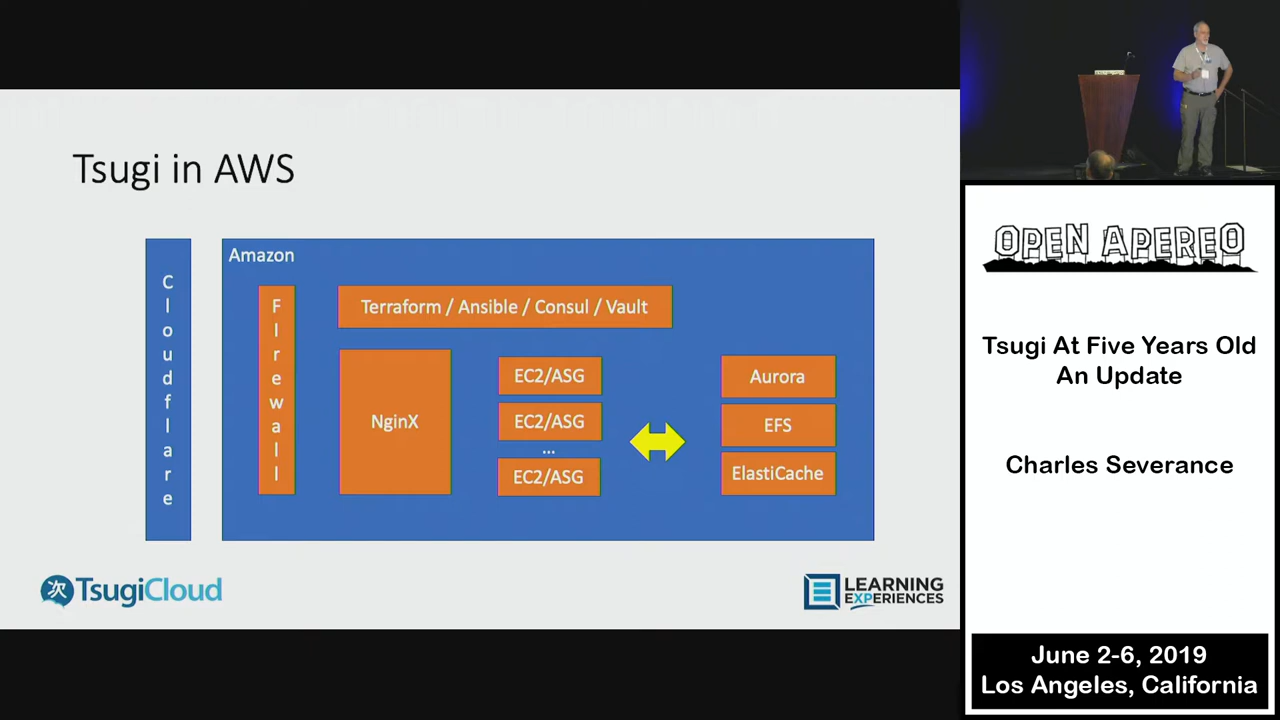 Tsugi in AWS
Cloudflare
Amazon
FIrewall
Terraform / Ansible / Consul / Vault
NginX
EC2/ASG
EC2/ASG
...
EC2/ASG
Aurora
EFS
ElastiCache
次 TsugiCloud
LEARNING
EXPERIENCES
OPEN APEREO
Tsugi At Five Years Old
An Update
Charles Severance
June 2-6, 2019
Los Angeles, California